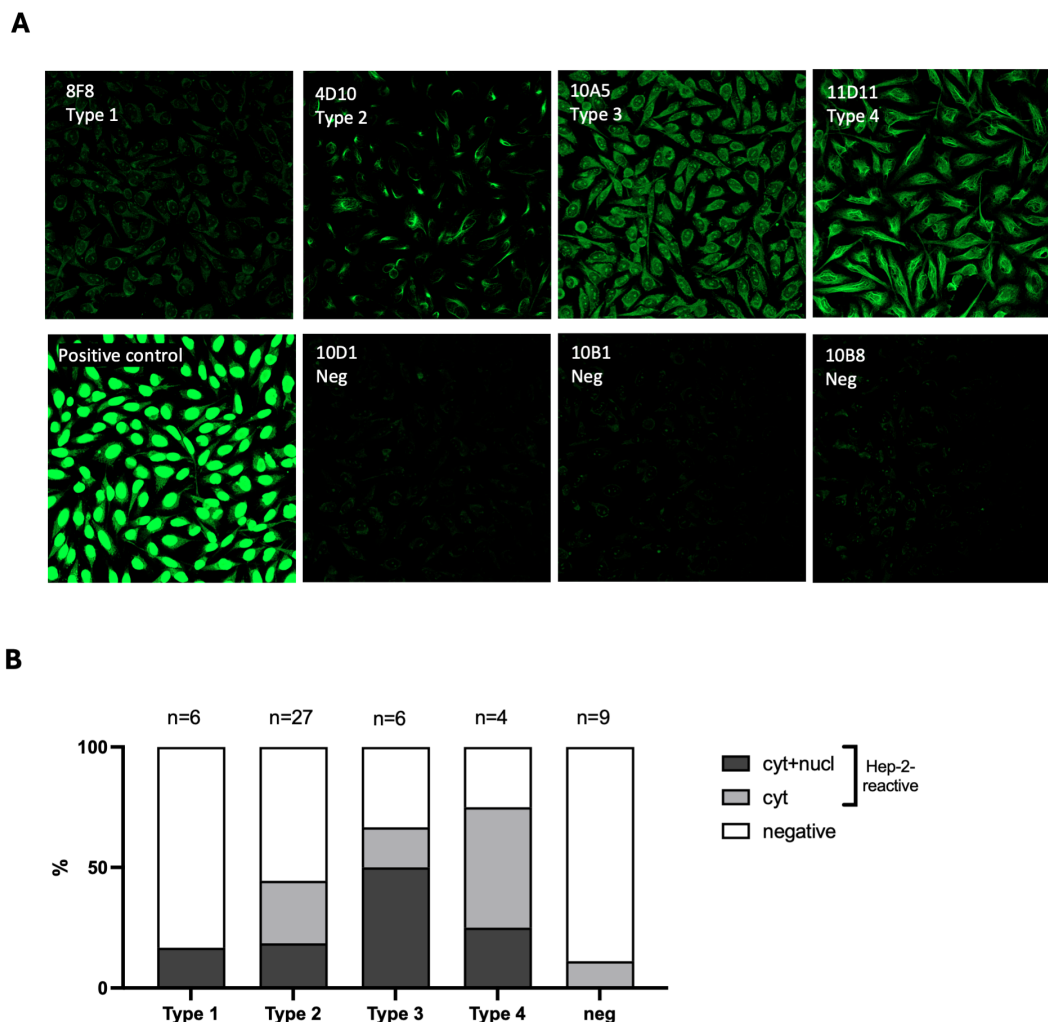 A
8F8
Type 1
4D10
Type 2
10A5
Type 3
11D11
Type 4
Positive control
10D1
Neg
10B1
Neg
10B8
Neg
B
n=6
n=27
n=6
n=4
n=9
100
50
0
%
Type 1
Type 2
Type 3
Type 4
neg
cyt+nucl
cyt
negative
Hep-2-
reactive